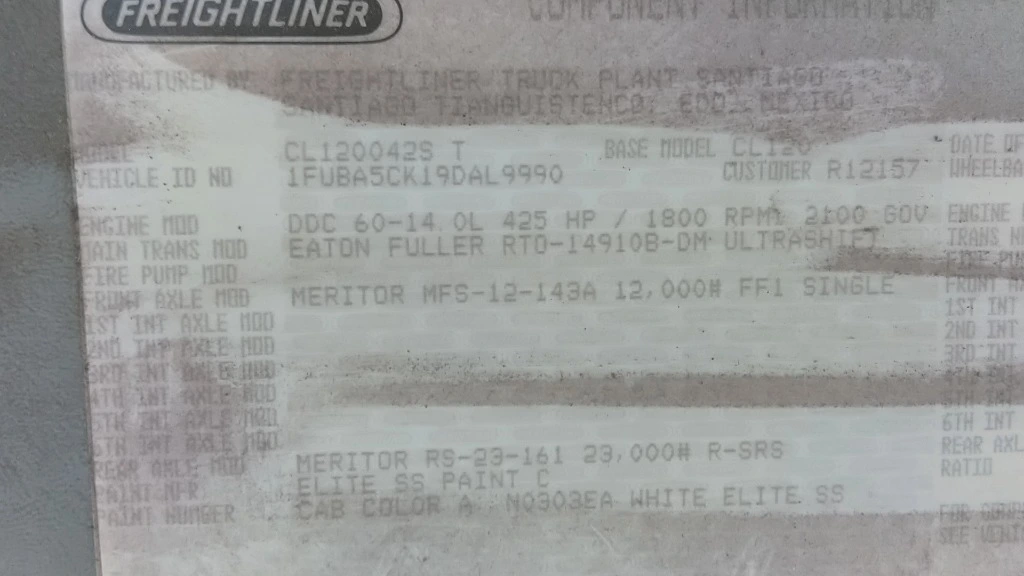 FREIGHTLINER COMPONENT INFORMATION
MANUFACTURED BY FREIGHTLINER TRUCK PLANT SANTIAGO,
SANTIAGO TIANGUISTENCO, EDO. MEXICO
MODEL CL120042S T BASE MODEL CL120 DATE OF
VEHICLE ID NO 1FUBA5CK19DAL9990 CUSTOMER R12157 WHEELBA
ENGINE MOD DDC 60-14.0L 425 HP / 1800 RPM, 2100 GOV ENGINE
MAIN TRANS MOD EATON FULLER RTO-14910B-DM ULTRASHIFT TRANS
FIRE PUMP MOD FIRE PUM
FRONT AXLE MOD MERITOR MFS-12-143A 12,000# FF1 SINGLE FRONT AX
1ST INT AXLE MOD 1ST INT
2ND INT AXLE MOD 2ND INT
3RD INT AXLE MOD 3RD INT
4TH INT AXLE MOD
5TH INT AXLE MOD
6TH INT AXLE MOD 6TH INT
REAR AXLE MOD MERITOR RS-23-161 23,000# R-SRS REAR AXL
PAINT MFR ELITE SS PAINT C RATIO
PAINT NUMBER CAB COLOR A: N0303EA WHITE ELITE SS
FOR
SEE